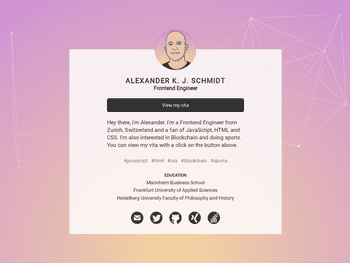 ALEXANDER K. J. SCHMIDT
Frontend Engineer
View my vita
Hey there, I'm Alexander. I'm a Frontend Engineer from
Zurich, Switzerland and a fan of JavaScript, HTML and
CSS. I'm also interested in Blockchain and doing sports.
You can view my vita with a click on the button above.
#javascript #html #css #blockchain #sports
EDUCATION
Mannheim Business School
Frankfurt University of Applied Sciences
Heidelberg University Faculty of Philosophy and History